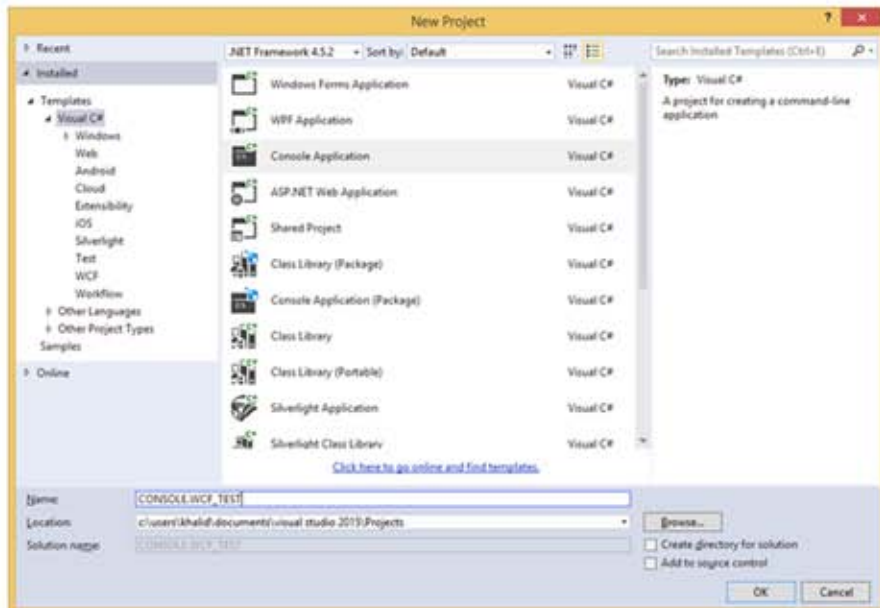 New Project
? ×
Recent
Installed
Templates
Visual C#
Windows
Web
Android
Cloud
Extensibility
iOS
Silverlight
Test
WCF
Workflow
Other Languages
Other Project Types
Samples
Online
.NET Framework 4.5.2 Sort by: Default
Windows Forms Application Visual C#
WPF Application Visual C#
Console Application Visual C#
ASP.NET Web Application Visual C#
Shared Project Visual C#
Class Library (Package) Visual C#
Console Application (Package) Visual C#
Class Library Visual C#
Class Library (Portable) Visual C#
Silverlight Application Visual C#
Silverlight Class Library Visual C#
Click here to go online and find templates.
Search Installed Templates (Ctrl+E)
Type: Visual C#
A project for creating a command-line
application
Name: CONSOLE.WCF_TEST
Location: c:\users\khalid\documents\visual studio 2015\Projects
Solution name: CONSOLE.WCF_TEST
Browse...
Create directory for solution
Add to source control
OK Cancel